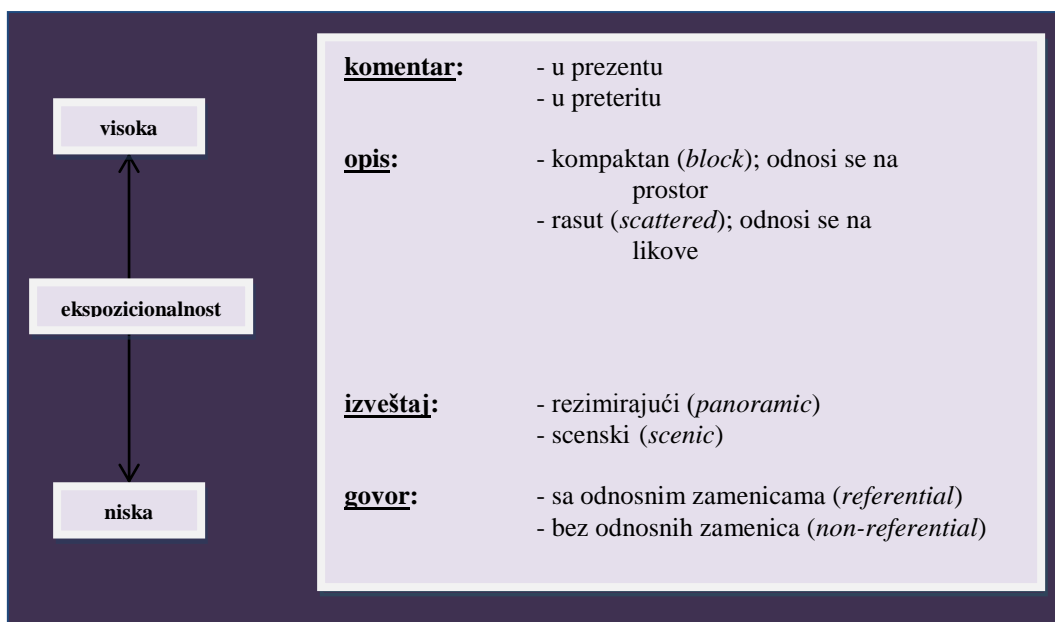 visoka
ekspozicionalnost
niska
komentar: - u prezentu
- u preteritu
opis: - kompaktan (block); odnosi se na
prostor
- rasut (scattered); odnosi se na
likove
izveštaj: - rezimirajući (panoramic)
- scenski (scenic)
govor: - sa odnosnim zamenicama (referential)
- bez odnosnih zamenica (non-referential)